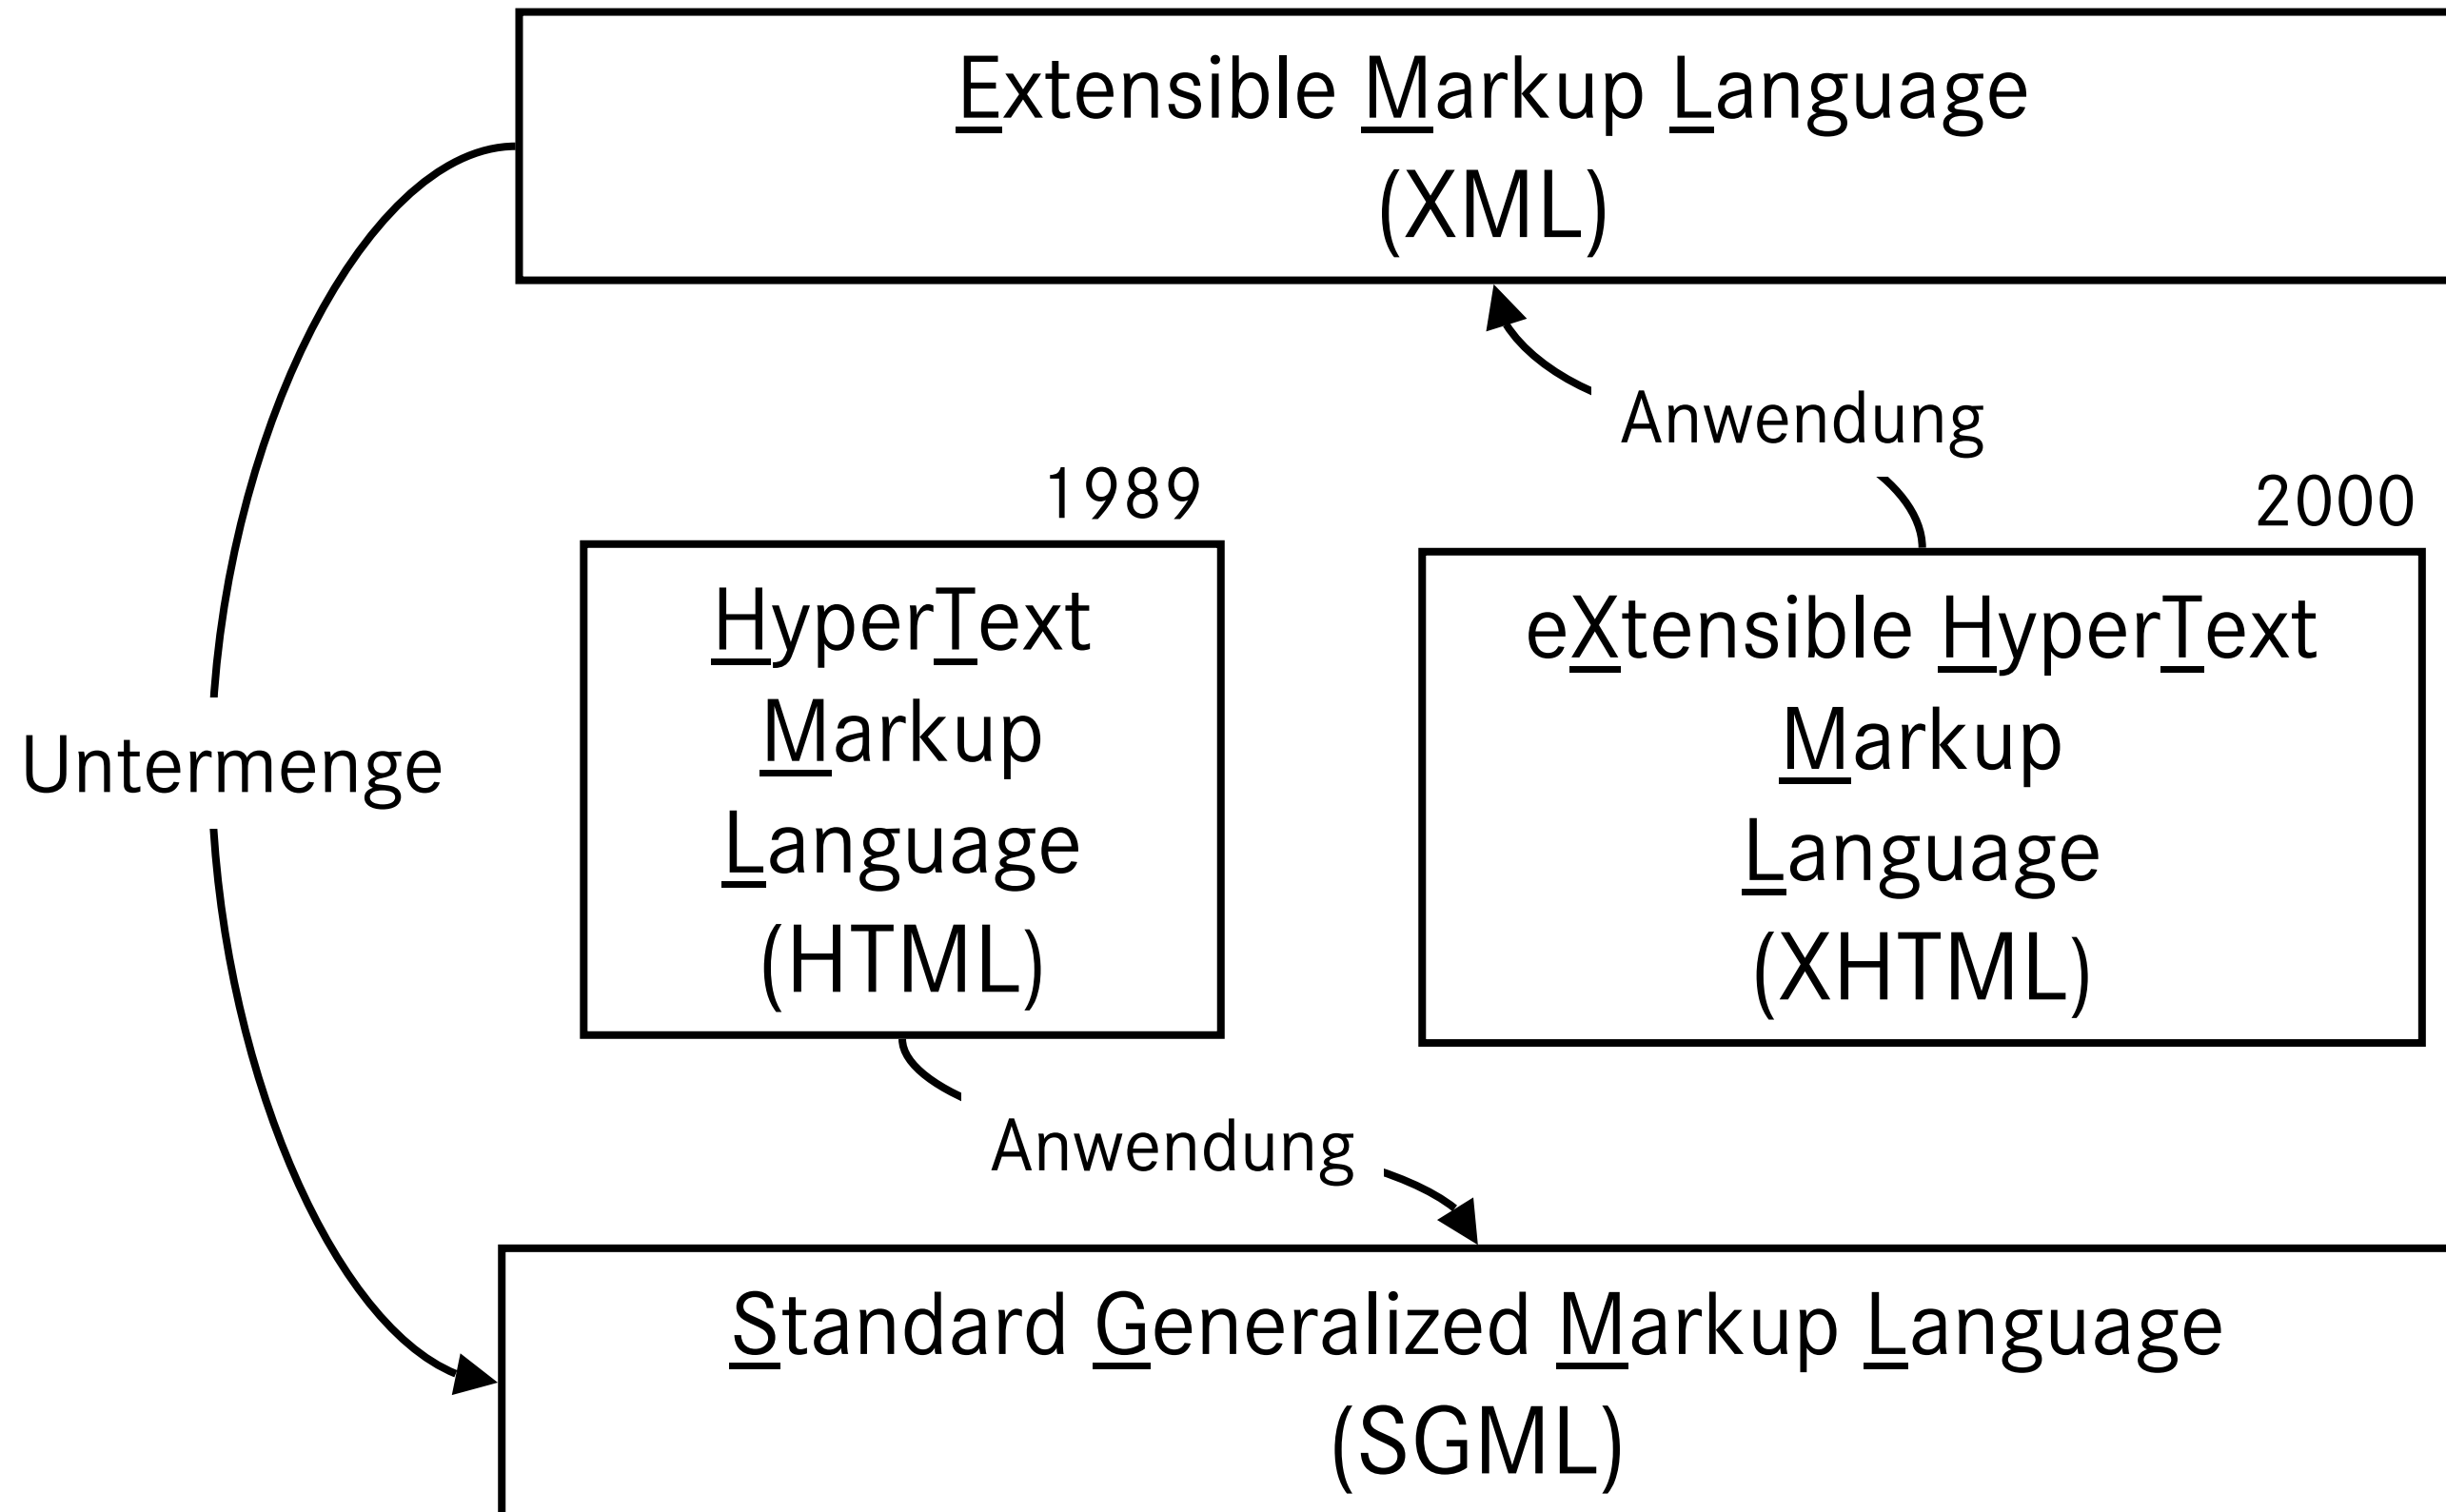 Extensible Markup Language
(XML)
Anwendung
1989
2000
HyperText
Markup
Language
(HTML)
eXtensible HyperText
Markup
Language
(XHTML)
Untermenge
Anwendung
Standard Generalized Markup Language
(SGML)